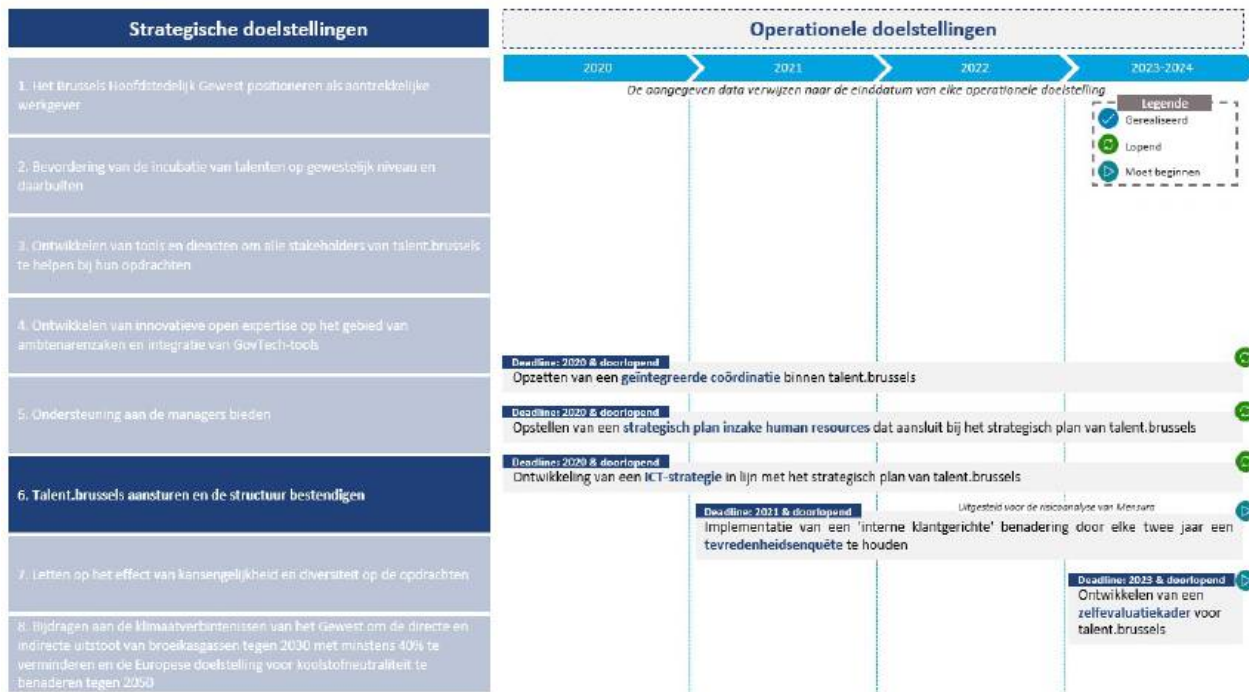 Strategische doelstellingen
1. Het Brussels Hoofdstedelijk Gewest positioneren als aantrekkelijke
werkgever
2. Bevordering van de incubatie van talenten op gewestelijk niveau en
daarbuiten
3. Ontwikkelen van tools en diensten om alle stakeholders van talent.brussels
te helpen bij hun opdrachten
4. Ontwikkelen van innovatieve open expertise op het gebied van
ambtenarenzaken en integratie van GovTech-tools
5. Ondersteuning aan de managers bieden
6. Talent.brussels aansturen en de structuur bestendigen
7. Letten op het effect van kansengelijkheid en diversiteit op de opdrachten
8. Bijdragen aan de klimaatverbintenissen van het Gewest om de directe en
indirecte uitstoot van broeikasgassen tegen 2030 met minstens 40% te
verminderen en de Europese doelstelling voor koolstofneutraliteit te
benaderen tegen 2050
Operationele doelstellingen
2020
2021
2022
2023-2024
De aangegeven data verwijzen naar de einddatum van elke operationele doelstelling
Legende
Gerealiseerd
Lopend
Moet beginnen
Deadline: 2020 & doorlopend
Opzetten van een geïntegreerde coördinatie binnen talent.brussels
Deadline: 2020 & doorlopend
Opstellen van een strategisch plan inzake human resources dat aansluit bij het strategisch plan van talent.brussels
Deadline: 2020 & doorlopend
Ontwikkeling van een ICT-strategie in lijn met het strategisch plan van talent.brussels
Deadline: 2021 & doorlopend
Uitgesteld voor de risicoanalyse van Mensura
Implementatie van een 'interne klantgerichte' benadering door elke twee jaar een
tevredenheidsenquête te houden
Deadline: 2023 & doorlopend
Ontwikkelen van een
zelfevaluatiekader voor
talent.brussels